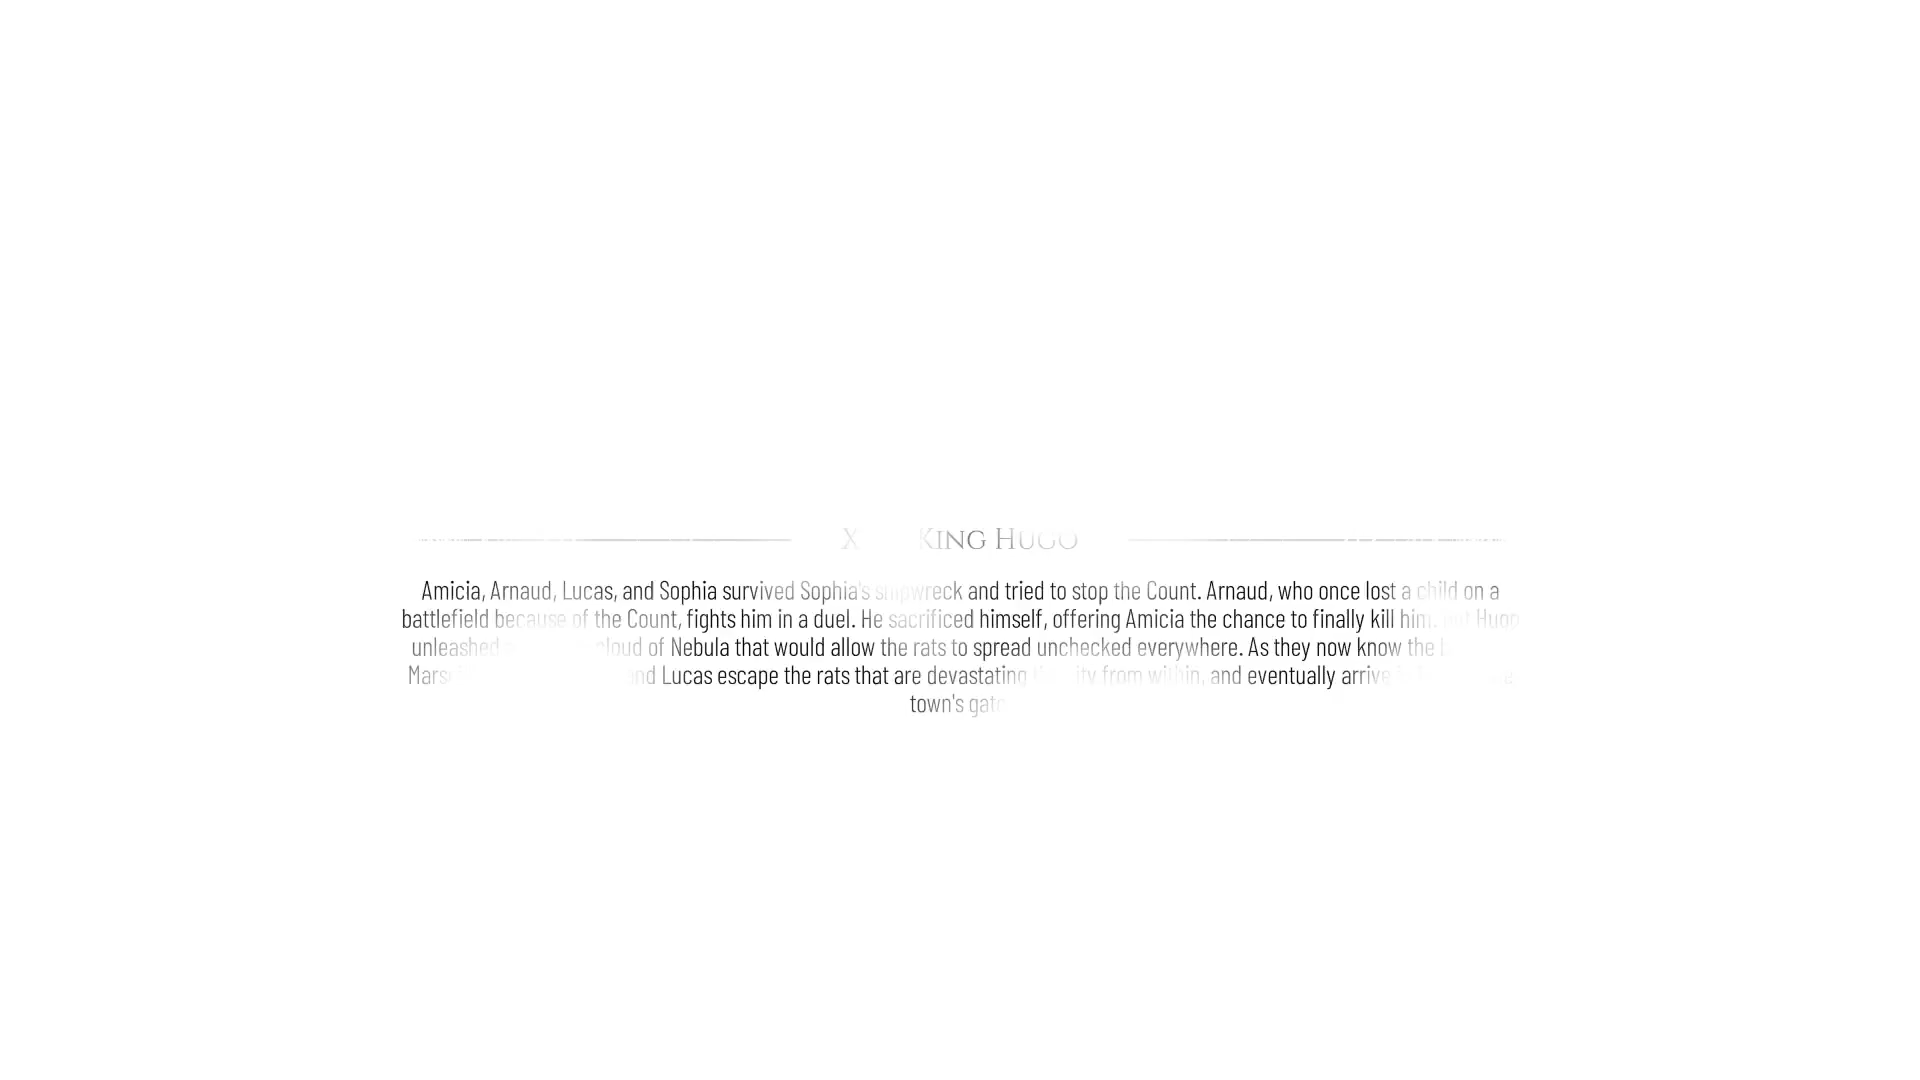 King Hugo
Amicia, Arnaud, Lucas, and Sophia survived Sophia's shipwreck and tried to stop the Count. Arnaud, who once lost a child on a
battlefield because of the Count, fights him in a duel. He sacrificed himself, offering Amicia the chance to finally kill him. but Hugo
unleashed cloud of Nebula that would allow the rats to spread unchecked everywhere. As they now know the
and Lucas escape the rats that are devastating the city from within, and eventually arrive
town's gate